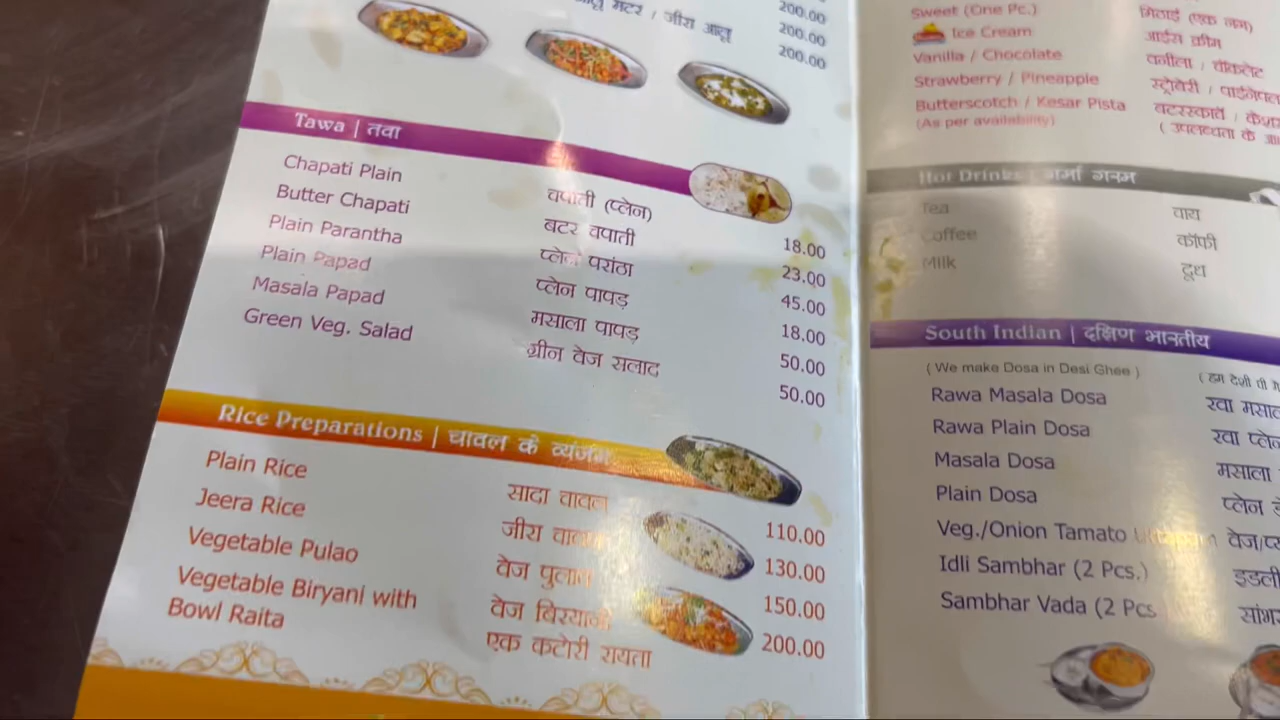 200.00
मटर / जीरा आलू 200.00
200.00
Tawa | तवा
Chapati Plain चपाती (प्लेन) 18.00
Butter Chapati बटर चपाती 23.00
Plain Parantha प्लेन परांठा 45.00
Plain Papad प्लेन पापड़ 18.00
Masala Papad मसाला पापड़ 50.00
Green Veg. Salad ग्रीन वेज सलाद 50.00
Rice Preparations | चावल के व्यंजन
Plain Rice सादा चावल 110.00
Jeera Rice जीरा 130.00
Vegetable Pulao वेज पुलाव 150.00
Vegetable Biryani with वेज बिरयानी 200.00
Bowl Raita एक कटोरी रायता
Sweet (One Pc.) मिठाई (एक नग)
Ice Cream आईस क्रीम
Vanilla / Chocolate वनीला / चॉकलेट
Strawberry / Pineapple स्ट्रोबेरी /
Butterscotch / Kesar Pista बटरस्कॉच /
(As per availability) ( उपलब्धता के
Hot Drinks | गर्मा गरम
Tea चाय
Coffee कॉफी
Milk दूध
South Indian | दक्षिण भारतीय
( We make Dosa in Desi Ghee ) ( हम देशी घी
Rawa Masala Dosa रवा
Rawa Plain Dosa रवा
Masala Dosa मसाला
Plain Dosa प्लेन
Veg./Onion Tamato वेज/
Idli Sambhar (2 Pcs.) इडली
Sambhar Vada (2 Pcs